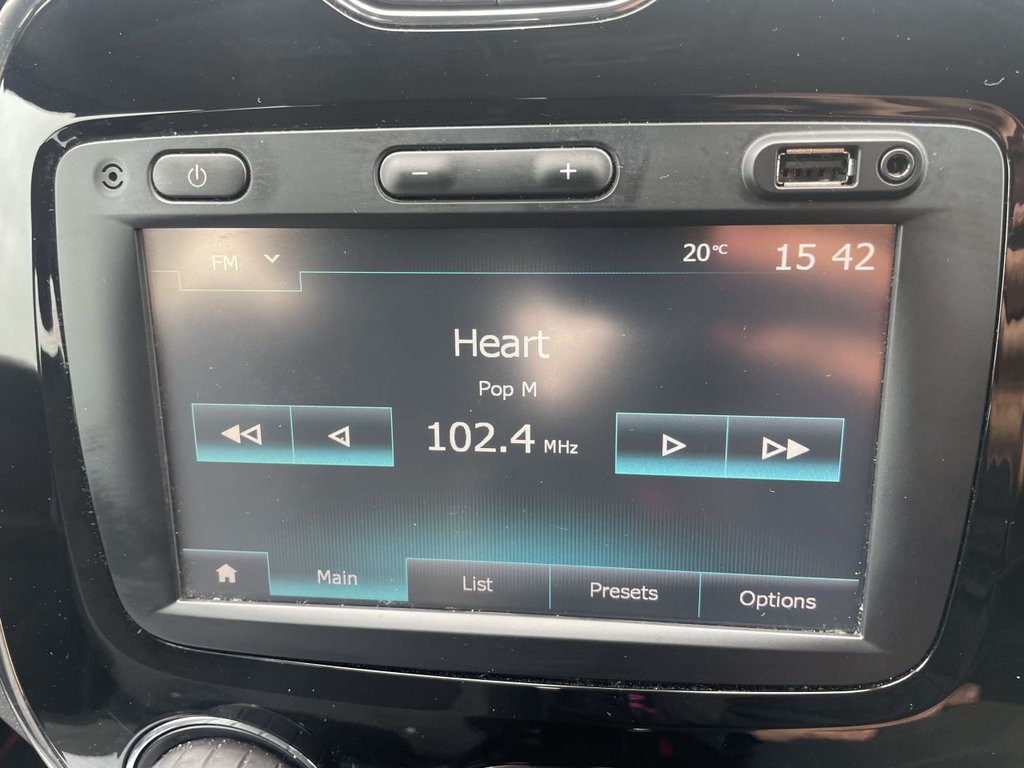 FM 20°C 15 42
Heart
Pop M
102.4 MHz
Main List Presets Options